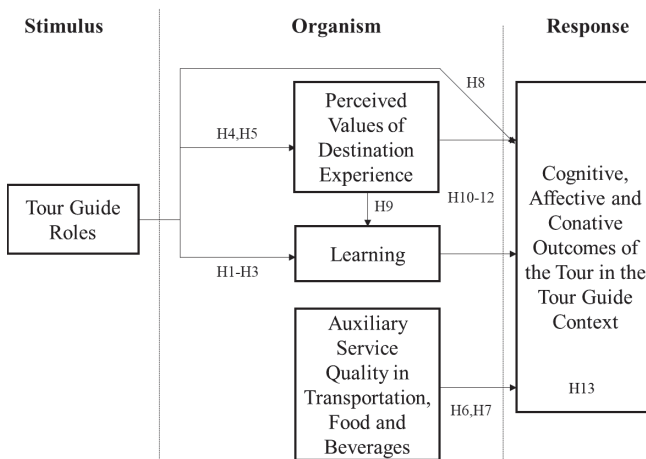 Stimulus
Organism
Response
H8
Perceived
Values of
Destination
Experience
H4,H5
Cognitive,
Affective and
Conative
Outcomes of
the Tour in the
Tour Guide
Context
Tour Guide
Roles
H9
H10-12
Learning
H1-H3
Auxiliary
Service
Quality in
Transportation,
Food and
Beverages
H6,H7
H13